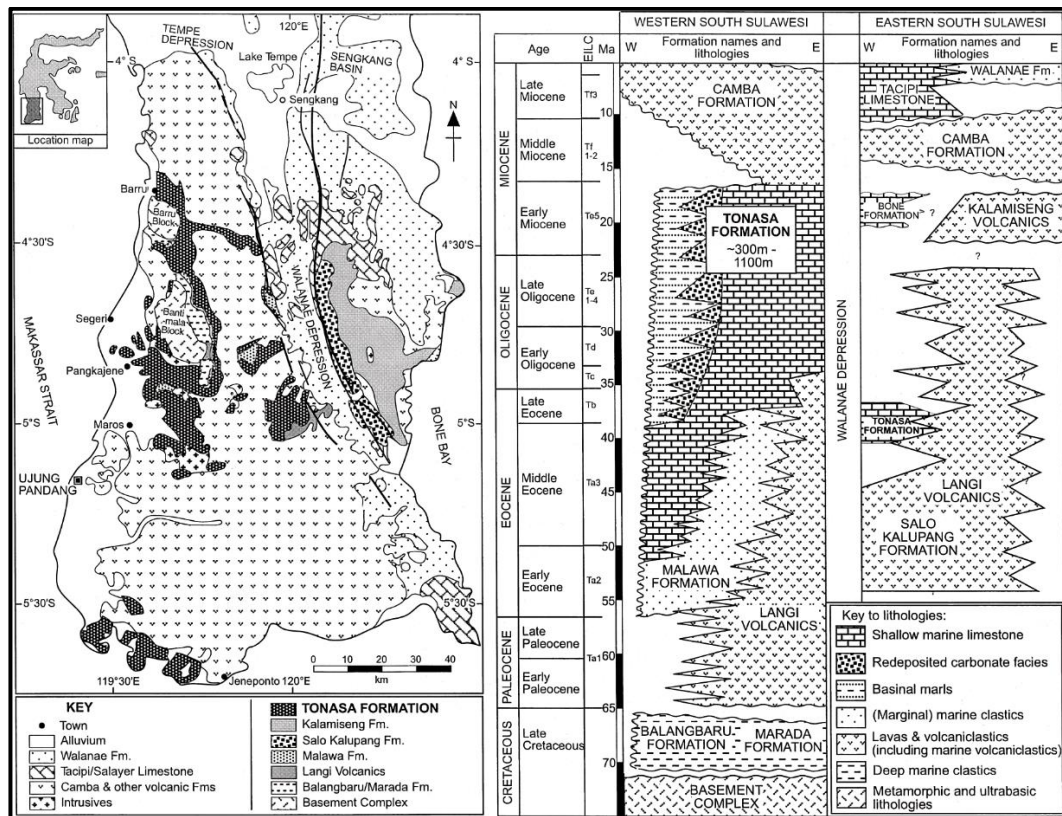 120°E
TEMPE
DEPRESSION
Lake Tempe
SENGKANG
BASIN
4° S
4° S
Sengkang
N
Location map
Barru
Barru
Block
4°30'S
4°30'S
WALANAE DEPRESSION
Segeri
Banti
mala
Block
MAKASSAR STRAIT
Pangkajene
BONE BAY
5°S
5°S
Maros
UJUNG
PANDANG
5°30'S
5°30'S
0 10 20 30 40
km
119°30E
Jeneponto
120°E
KEY
Town
Alluvium
Walanae Fm.
Tacipi/Salayer Limestone
Camba & other volcanic Fms
Intrusives
TONASA FORMATION
Kalamiseng Fm.
Salo Kalupang Fm.
Malawa Fm.
Langi Volcanics
Balangbaru/Marada Fm.
Basement Complex
WESTERN SOUTH SULAWESI
EASTERN SOUTH SULAWESI
Age
EILC
Ma
W
Formation names and
lithologies
E
W
Formation names and
lithologies
E
MIOCENE
Late
Miocene
Tf3
10
Middle
Miocene
Tf
1-2
15
Early
Miocene
Te5
20
OLIGOCENE
Late
Oligocene
Te
1-4
25
30
Early
Oligocene
Td
Tc
35
EOCENE
Late
Eocene
Tb
40
Middle
Eocene
Ta3
45
50
Early
Eocene
Ta2
55
PALEOCENE
Late
Paleocene
Ta1
60
Early
Paleocene
65
CRETACEOUS
Late
Cretaceous
70
CAMBA
FORMATION
TONASA
FORMATION
~300m -
1100m
MALAWA
FORMATION
LANGI
VOLCANICS
BALANGBARU
FORMATION
MARADA
FORMATION
BASEMENT
COMPLEX
WALANAE DEPRESSION
WALANAE Fm.
TACIPI
LIMESTONE
CAMBA
FORMATION
BONE
FORMATION
?
?
KALAMISENG
VOLCANICS
?
TONASA
FORMATION
LANGI
VOLCANICS
SALO
KALUPANG
FORMATION
Key to lithologies:
Shallow marine limestone
Redeposited carbonate facies
Basinal marls
(Marginal) marine clastics
Lavas & volcaniclastics
(including marine volcaniclastics)
Deep marine clastics
Metamorphic and ultrabasic
lithologies